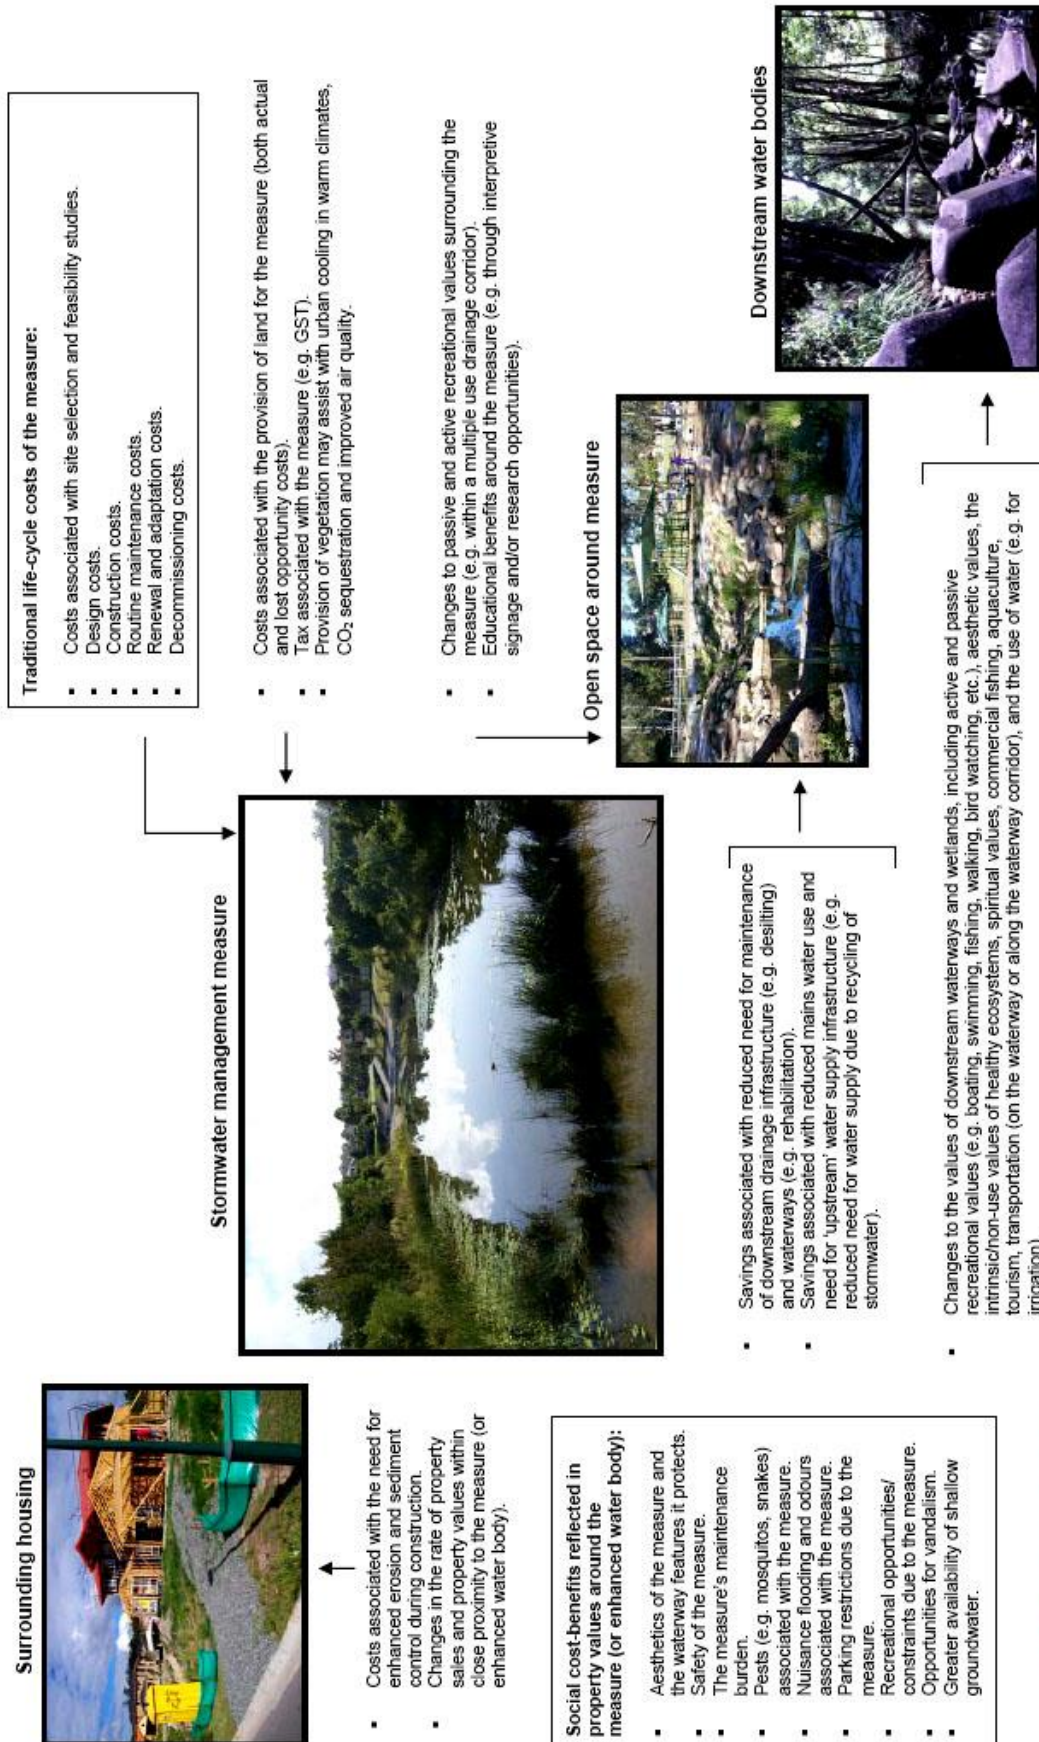 Surrounding housing
▪ Costs associated with the need for
enhanced erosion and sediment
control during construction.
▪ Changes in the rate of property
sales and property values within
close proximity to the measure (or
enhanced water body).
Social cost-benefits reflected in
property values around the
measure (or enhanced water body):
▪ Aesthetics of the measure and
the waterway features it protects.
▪ Safety of the measure.
▪ The measure's maintenance
burden.
▪ Pests (e.g. mosquitos, snakes)
associated with the measure.
▪ Nuisance flooding and odours
associated with the measure.
▪ Parking restrictions due to the
measure.
▪ Recreational opportunities/
constraints due to the measure.
▪ Opportunities for vandalism.
▪ Greater availability of shallow
groundwater.
Stormwater management measure
Traditional life-cycle costs of the measure:
▪ Costs associated with site selection and feasibility studies.
▪ Design costs.
▪ Construction costs.
▪ Routine maintenance costs.
▪ Renewal and adaptation costs.
▪ Decommissioning costs.
▪ Costs associated with the provision of land for the measure (both actual
and lost opportunity costs).
▪ Tax associated with the measure (e.g. GST).
▪ Provision of vegetation may assist with urban cooling in warm climates,
CO₂ sequestration and improved air quality.
▪ Changes to passive and active recreational values surrounding the
measure (e.g. within a multiple use drainage corridor).
▪ Educational benefits around the measure (e.g. through interpretive
signage and/or research opportunities).
Open space around measure
▪ Savings associated with reduced need for maintenance
of downstream drainage infrastructure (e.g. desilting)
and waterways (e.g. rehabilitation).
▪ Savings associated with reduced mains water use and
need for 'upstream' water supply infrastructure (e.g.
reduced need for water supply due to recycling of
stormwater).
Downstream water bodies
▪ Changes to the values of downstream waterways and wetlands, including active and passive
recreational values (e.g. boating, swimming, fishing, walking, bird watching, etc.), aesthetic values, the
intrinsic/non-use values of healthy ecosystems, spiritual values, commercial fishing, aquaculture,
tourism, transportation (on the waterway or along the waterway corridor), and the use of water (e.g. for
irrigation)